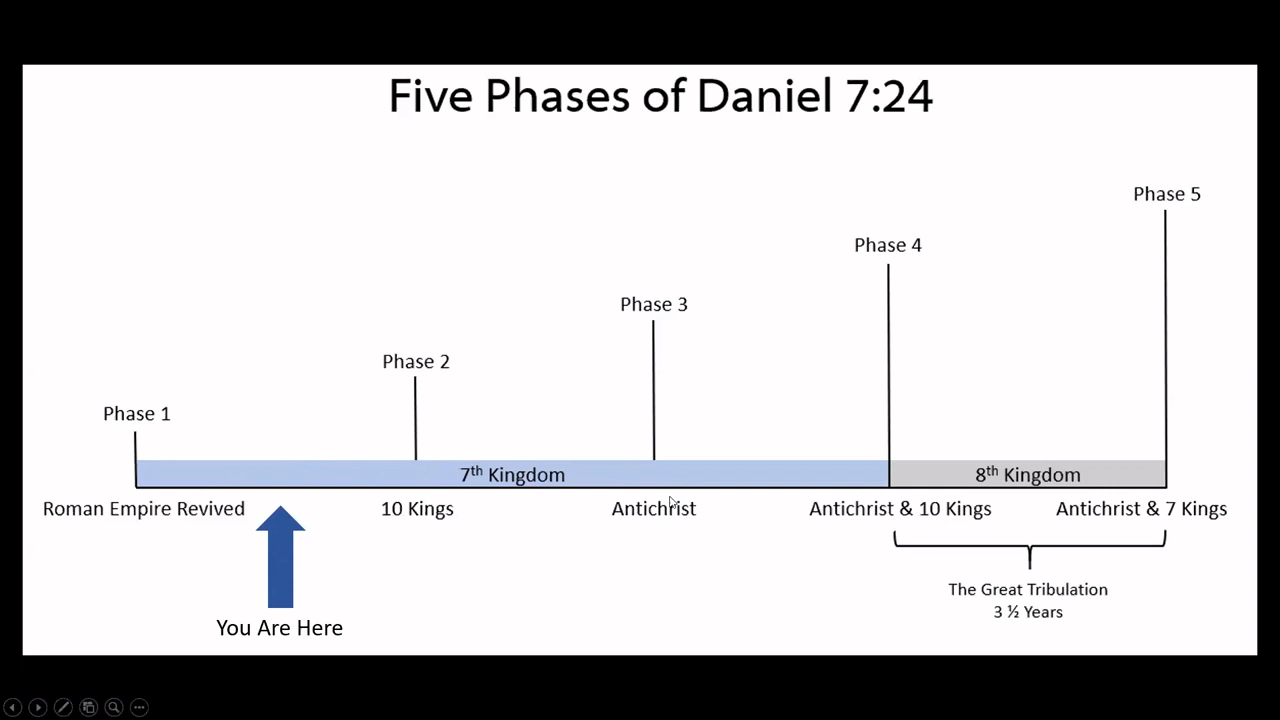 Five Phases of Daniel 7:24
Phase 5
Phase 4
Phase 3
Phase 2
Phase 1
7th Kingdom
8th Kingdom
Roman Empire Revived
10 Kings
Antichrist
Antichrist & 10 Kings
Antichrist & 7 Kings
The Great Tribulation
3 ½ Years
You Are Here